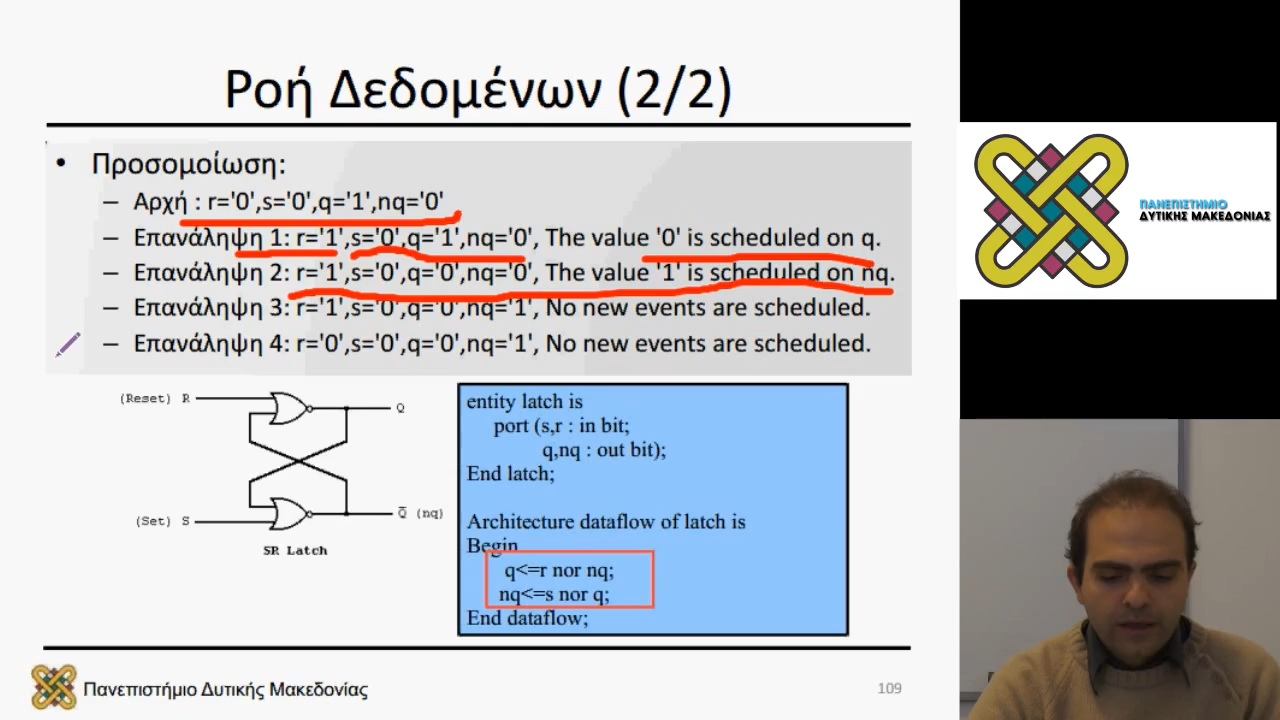 Ροή Δεδομένων (2/2)
• Προσομοίωση:
– Αρχή : r='0',s='0',q='1',nq='0'
– Επανάληψη 1: r='1',s='0',q='1',nq='0', The value '0' is scheduled on q.
– Επανάληψη 2: r='1',s='0',q='0',nq='0', The value '1' is scheduled on nq.
– Επανάληψη 3: r='1',s='0',q='0',nq='1', No new events are scheduled.
– Επανάληψη 4: r='0',s='0',q='0',nq='1', No new events are scheduled.
(Reset) R
Q
(Set) S
Q̅ (nq)
SR Latch
entity latch is
port (s,r : in bit;
q,nq : out bit);
End latch;
Architecture dataflow of latch is
Begin
q<=r nor nq;
nq<=s nor q;
End dataflow;
Πανεπιστήμιο Δυτικής Μακεδονίας
109
ΠΑΝΕΠΙΣΤΗΜΙΟ
ΔΥΤΙΚΗΣ ΜΑΚΕΔΟΝΙΑΣ